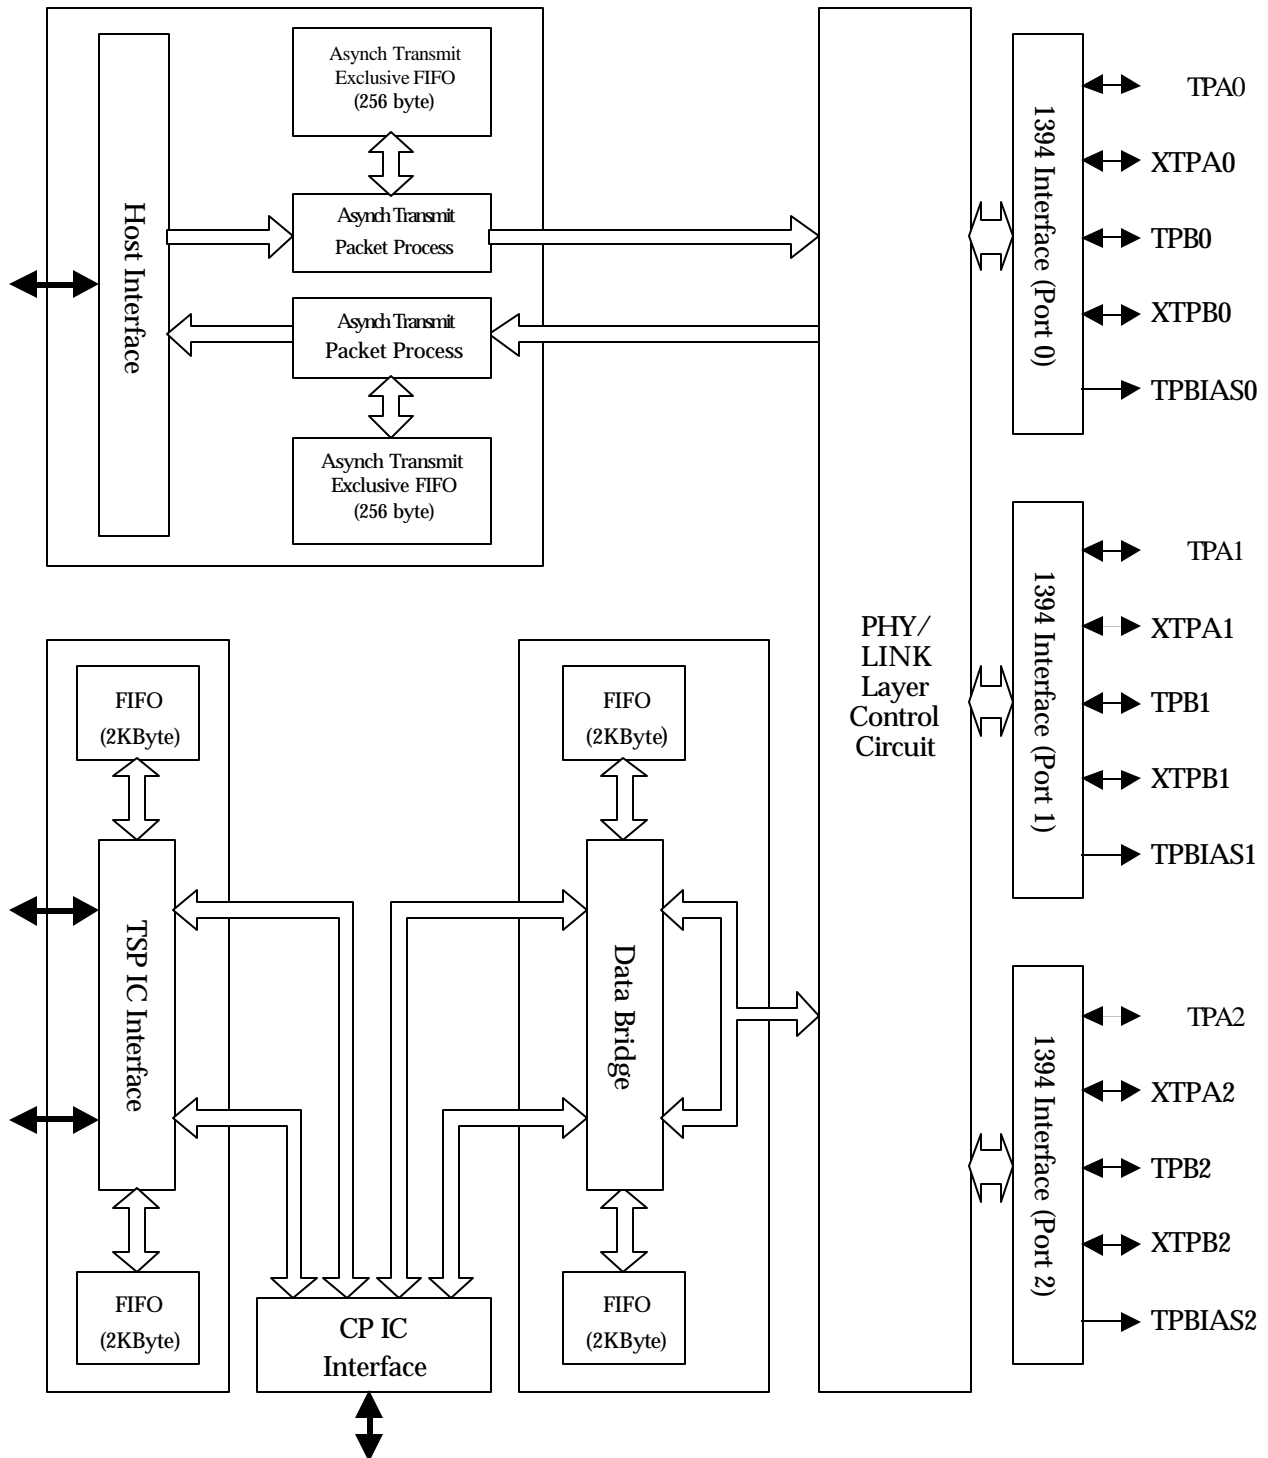 Host Interface
Asynch Transmit
Exclusive FIFO
(256 byte)
Asynch Transmit
Packet Process
Asynch Transmit
Packet Process
Asynch Transmit
Exclusive FIFO
(256 byte)
FIFO
(2KByte)
TSP IC Interface
FIFO
(2KByte)
CP IC
Interface
FIFO
(2KByte)
Data Bridge
FIFO
(2KByte)
PHY/
LINK
Layer
Control
Circuit
1394 Interface (Port 0)
TPA0
XTPA0
TPB0
XTPB0
TPBIAS0
1394 Interface (Port 1)
TPA1
XTPA1
TPB1
XTPB1
TPBIAS1
1394 Interface (Port 2)
TPA2
XTPA2
TPB2
XTPB2
TPBIAS2